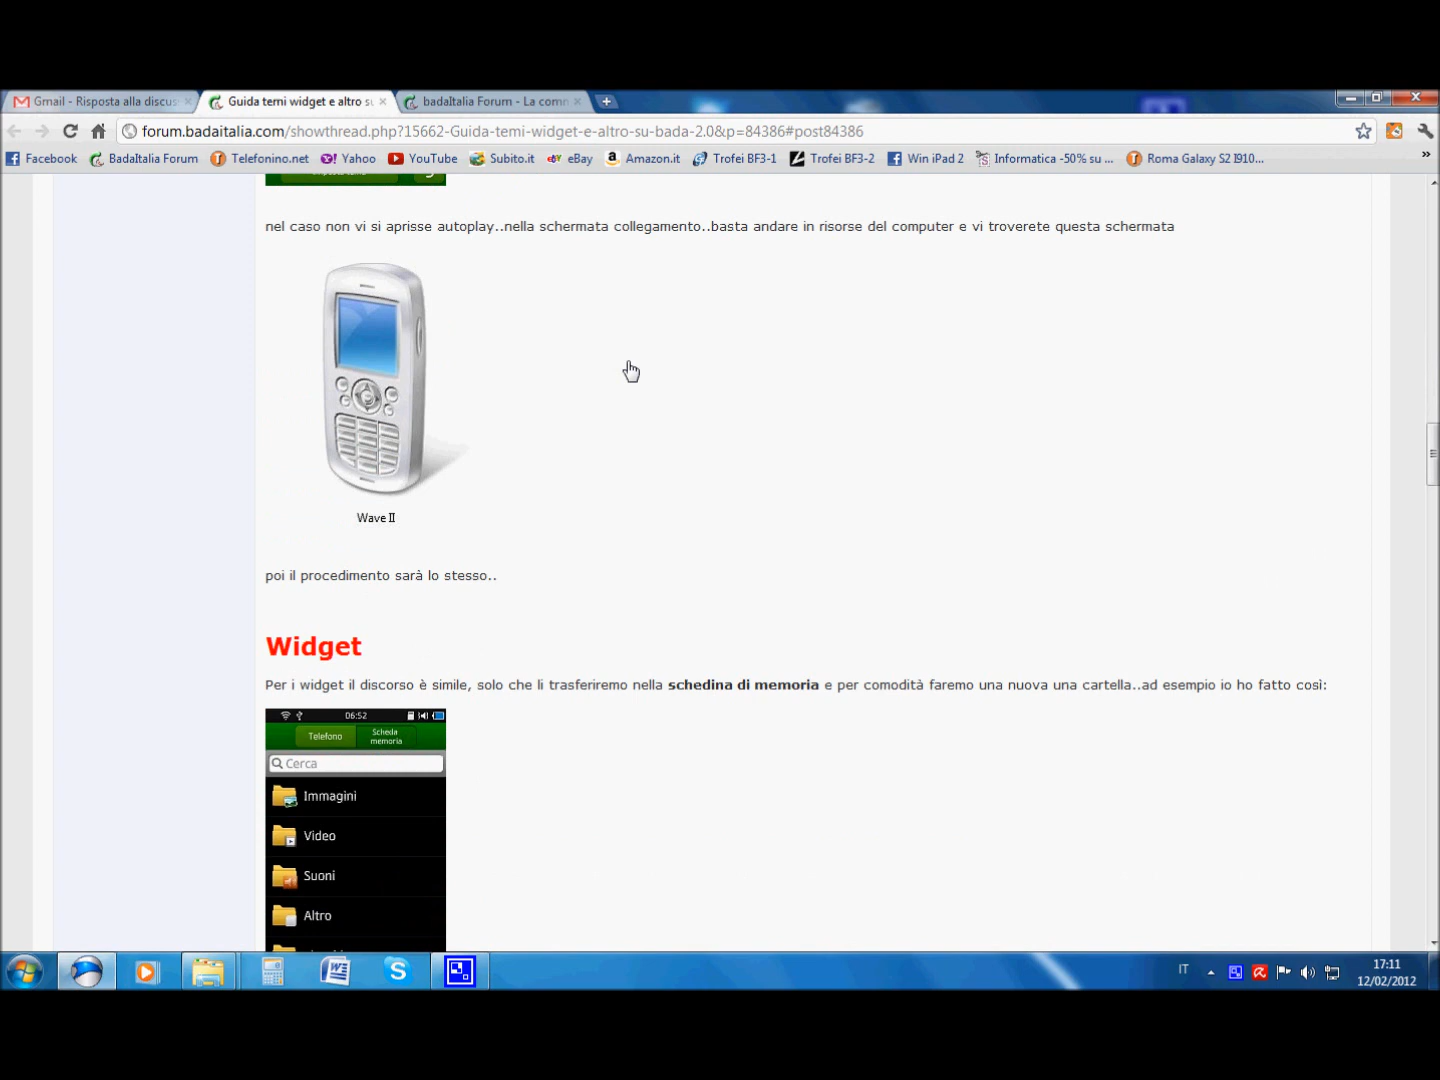 Gmail - Risposta alla discus
Guida temi widget e altro su
badaItalia Forum - La comm
forum.badaitalia.com/showthread.php?15662-Guida-temi-widget-e-altro-su-bada-2.0&p=84386#post84386
Facebook
BadaItalia Forum
Telefonino.net
Yahoo
YouTube
Subito.it
eBay
Amazon.it
Trofei BF3-1
Trofei BF3-2
Win iPad 2
Informatica -50% su ...
Roma Galaxy S2 I910...
nel caso non vi si aprisse autoplay..nella schermata collegamento..basta andare in risorse del computer e vi troverete questa schermata
Wave II
poi il procedimento sarà lo stesso..
Widget
Per i widget il discorso è simile, solo che li trasferiremo nella schedina di memoria e per comodità faremo una nuova una cartella..ad esempio io ho fatto così:
06:52
Telefono
Scheda
memoria
Cerca
Immagini
Video
Suoni
Altro
IT
17:11
12/02/2012